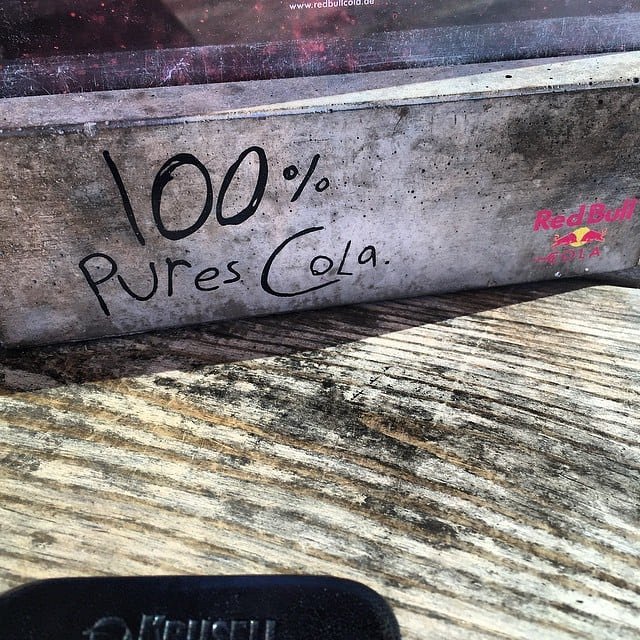 www.redbullcola.de
100%
Pures Cola.
Red Bull
COLA